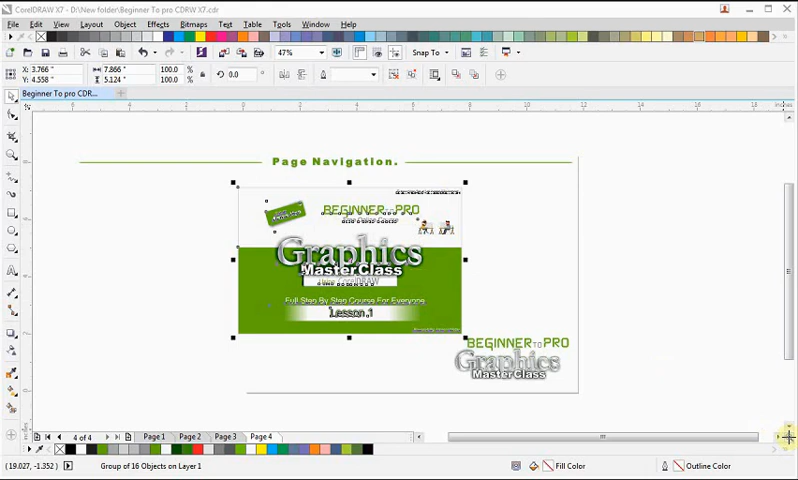 CorelDRAW X7 - D:\New folder\Beginner To pro CDRW X7.cdr
File Edit View Layout Object Effects Bitmaps Text Table Tools Window Help
47% Snap To
X: 3.766 " 7.866 " 100.0 %
Y: 4.558 " 5.124 " 100.0 % 0.0
Beginner To pro CDRW...
Page Navigation.
BEGINNER TO PRO
Graphics
MasterClass
Using CorelDRAW
Full Step By Step Course For Everyone
Lesson.1
BEGINNER TO PRO
Graphics
MasterClass
4 of 4 Page 1 Page 2 Page 3 Page 4
(19.027, -1.352) Group of 16 Objects on Layer 1 Fill Color Outline Color